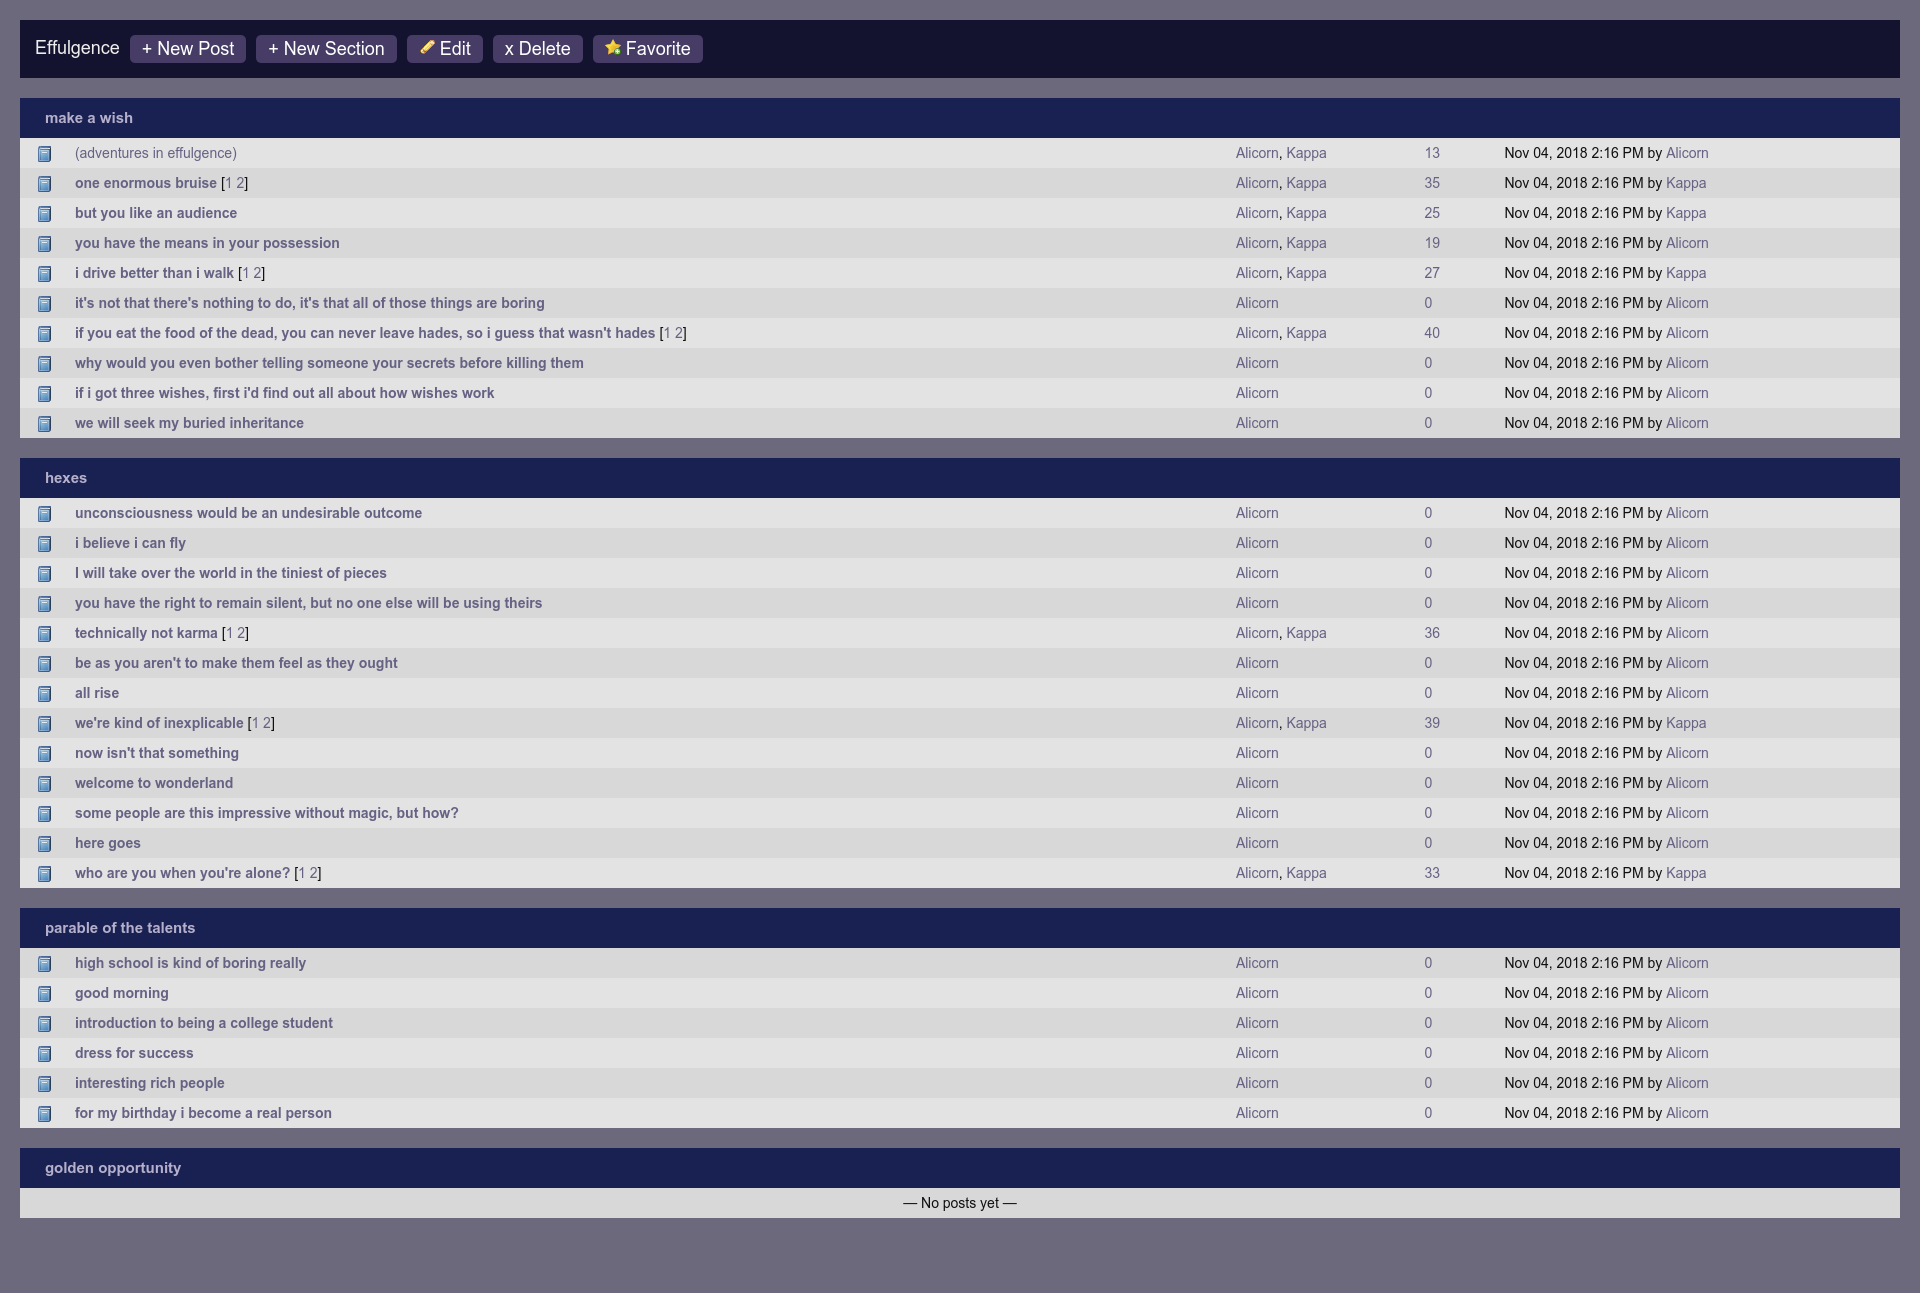 Effulgence + New Post + New Section Edit x Delete Favorite
make a wish
(adventures in effulgence) Alicorn, Kappa 13 Nov 04, 2018 2:16 PM by Alicorn
one enormous bruise [1 2] Alicorn, Kappa 35 Nov 04, 2018 2:16 PM by Kappa
but you like an audience Alicorn, Kappa 25 Nov 04, 2018 2:16 PM by Kappa
you have the means in your possession Alicorn, Kappa 19 Nov 04, 2018 2:16 PM by Alicorn
i drive better than i walk [1 2] Alicorn, Kappa 27 Nov 04, 2018 2:16 PM by Kappa
it's not that there's nothing to do, it's that all of those things are boring Alicorn 0 Nov 04, 2018 2:16 PM by Alicorn
if you eat the food of the dead, you can never leave hades, so i guess that wasn't hades [1 2] Alicorn, Kappa 40 Nov 04, 2018 2:16 PM by Alicorn
why would you even bother telling someone your secrets before killing them Alicorn 0 Nov 04, 2018 2:16 PM by Alicorn
if i got three wishes, first i'd find out all about how wishes work Alicorn 0 Nov 04, 2018 2:16 PM by Alicorn
we will seek my buried inheritance Alicorn 0 Nov 04, 2018 2:16 PM by Alicorn
hexes
unconsciousness would be an undesirable outcome Alicorn 0 Nov 04, 2018 2:16 PM by Alicorn
i believe i can fly Alicorn 0 Nov 04, 2018 2:16 PM by Alicorn
I will take over the world in the tiniest of pieces Alicorn 0 Nov 04, 2018 2:16 PM by Alicorn
you have the right to remain silent, but no one else will be using theirs Alicorn 0 Nov 04, 2018 2:16 PM by Alicorn
technically not karma [1 2] Alicorn, Kappa 36 Nov 04, 2018 2:16 PM by Alicorn
be as you aren't to make them feel as they ought Alicorn 0 Nov 04, 2018 2:16 PM by Alicorn
all rise Alicorn 0 Nov 04, 2018 2:16 PM by Alicorn
we're kind of inexplicable [1 2] Alicorn, Kappa 39 Nov 04, 2018 2:16 PM by Kappa
now isn't that something Alicorn 0 Nov 04, 2018 2:16 PM by Alicorn
welcome to wonderland Alicorn 0 Nov 04, 2018 2:16 PM by Alicorn
some people are this impressive without magic, but how? Alicorn 0 Nov 04, 2018 2:16 PM by Alicorn
here goes Alicorn 0 Nov 04, 2018 2:16 PM by Alicorn
who are you when you're alone? [1 2] Alicorn, Kappa 33 Nov 04, 2018 2:16 PM by Kappa
parable of the talents
high school is kind of boring really Alicorn 0 Nov 04, 2018 2:16 PM by Alicorn
good morning Alicorn 0 Nov 04, 2018 2:16 PM by Alicorn
introduction to being a college student Alicorn 0 Nov 04, 2018 2:16 PM by Alicorn
dress for success Alicorn 0 Nov 04, 2018 2:16 PM by Alicorn
interesting rich people Alicorn 0 Nov 04, 2018 2:16 PM by Alicorn
for my birthday i become a real person Alicorn 0 Nov 04, 2018 2:16 PM by Alicorn
golden opportunity
— No posts yet —